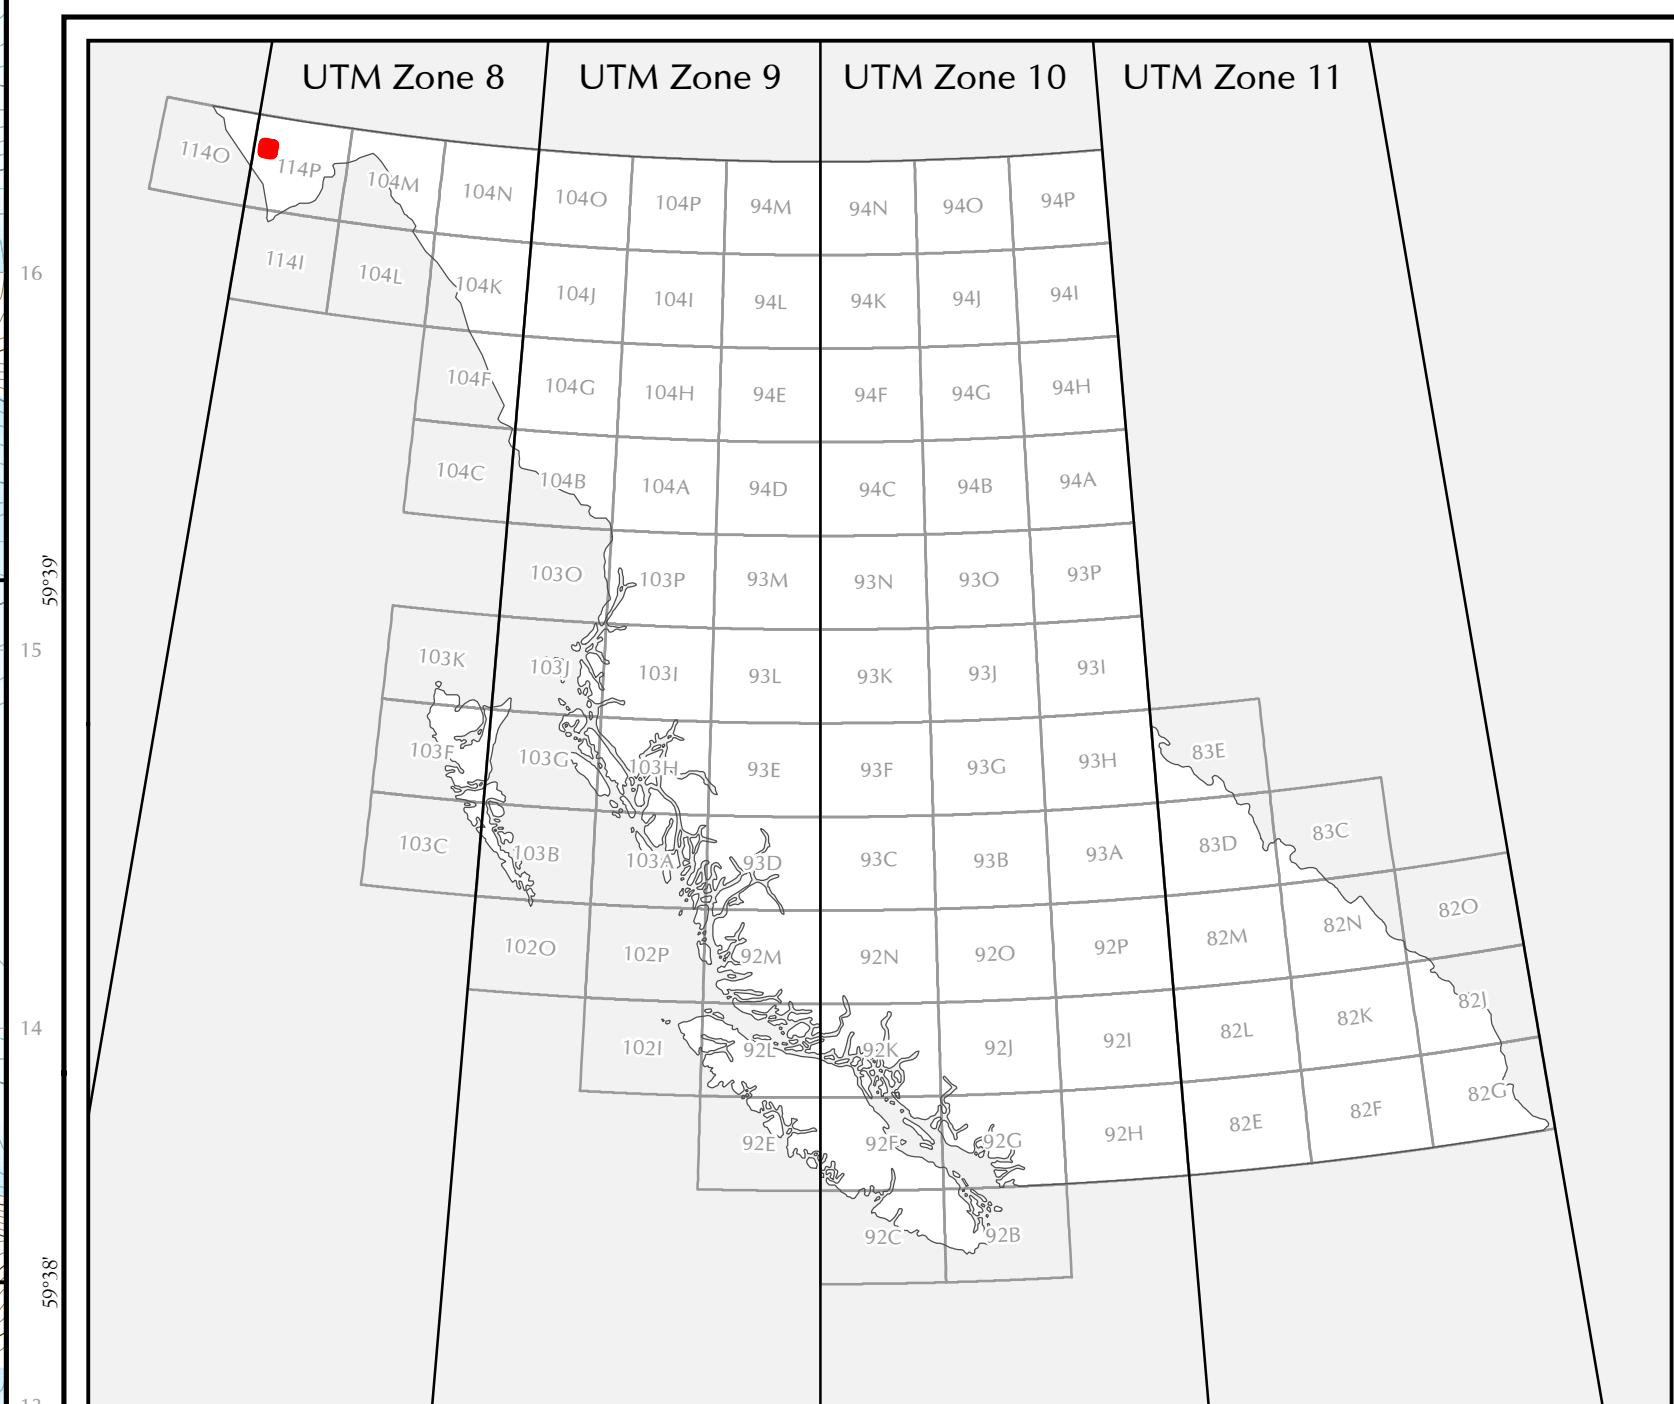 UTM Zone 8 UTM Zone 9 UTM Zone 10 UTM Zone 11
114O 114P 104M 104N 104O 104P 94M 94N 94O 94P
16
114I 104L 104K 104J 104I 94L 94K 94J 94I
104F 104G 104H 94E 94F 94G 94H
104C 104B 104A 94D 94C 94B 94A
59°39'
103O 103P 93M 93N 93O 93P
15
103K 103J 103I 93L 93K 93J 93I
103F 103G 103H 93E 93F 93G 93H 83E
103C 103B 103A 93D 93C 93B 93A 83D 83C
102O 102P 92M 92N 92O 92P 82M 82N 82O
14
102I 92L 92K 92J 92I 82L 82K 82J
92E 92F 92G 92H 82E 82F 82G
59°38'
92C 92B